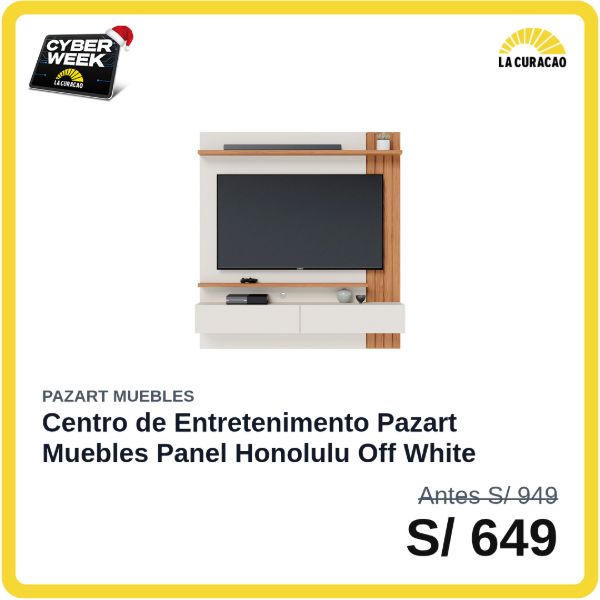 CYBER
WEEK
LA CURACAO
LA CURACAO
PAZART MUEBLES
Centro de Entretenimento Pazart
Muebles Panel Honolulu Off White
Antes S/ 949
S/ 649